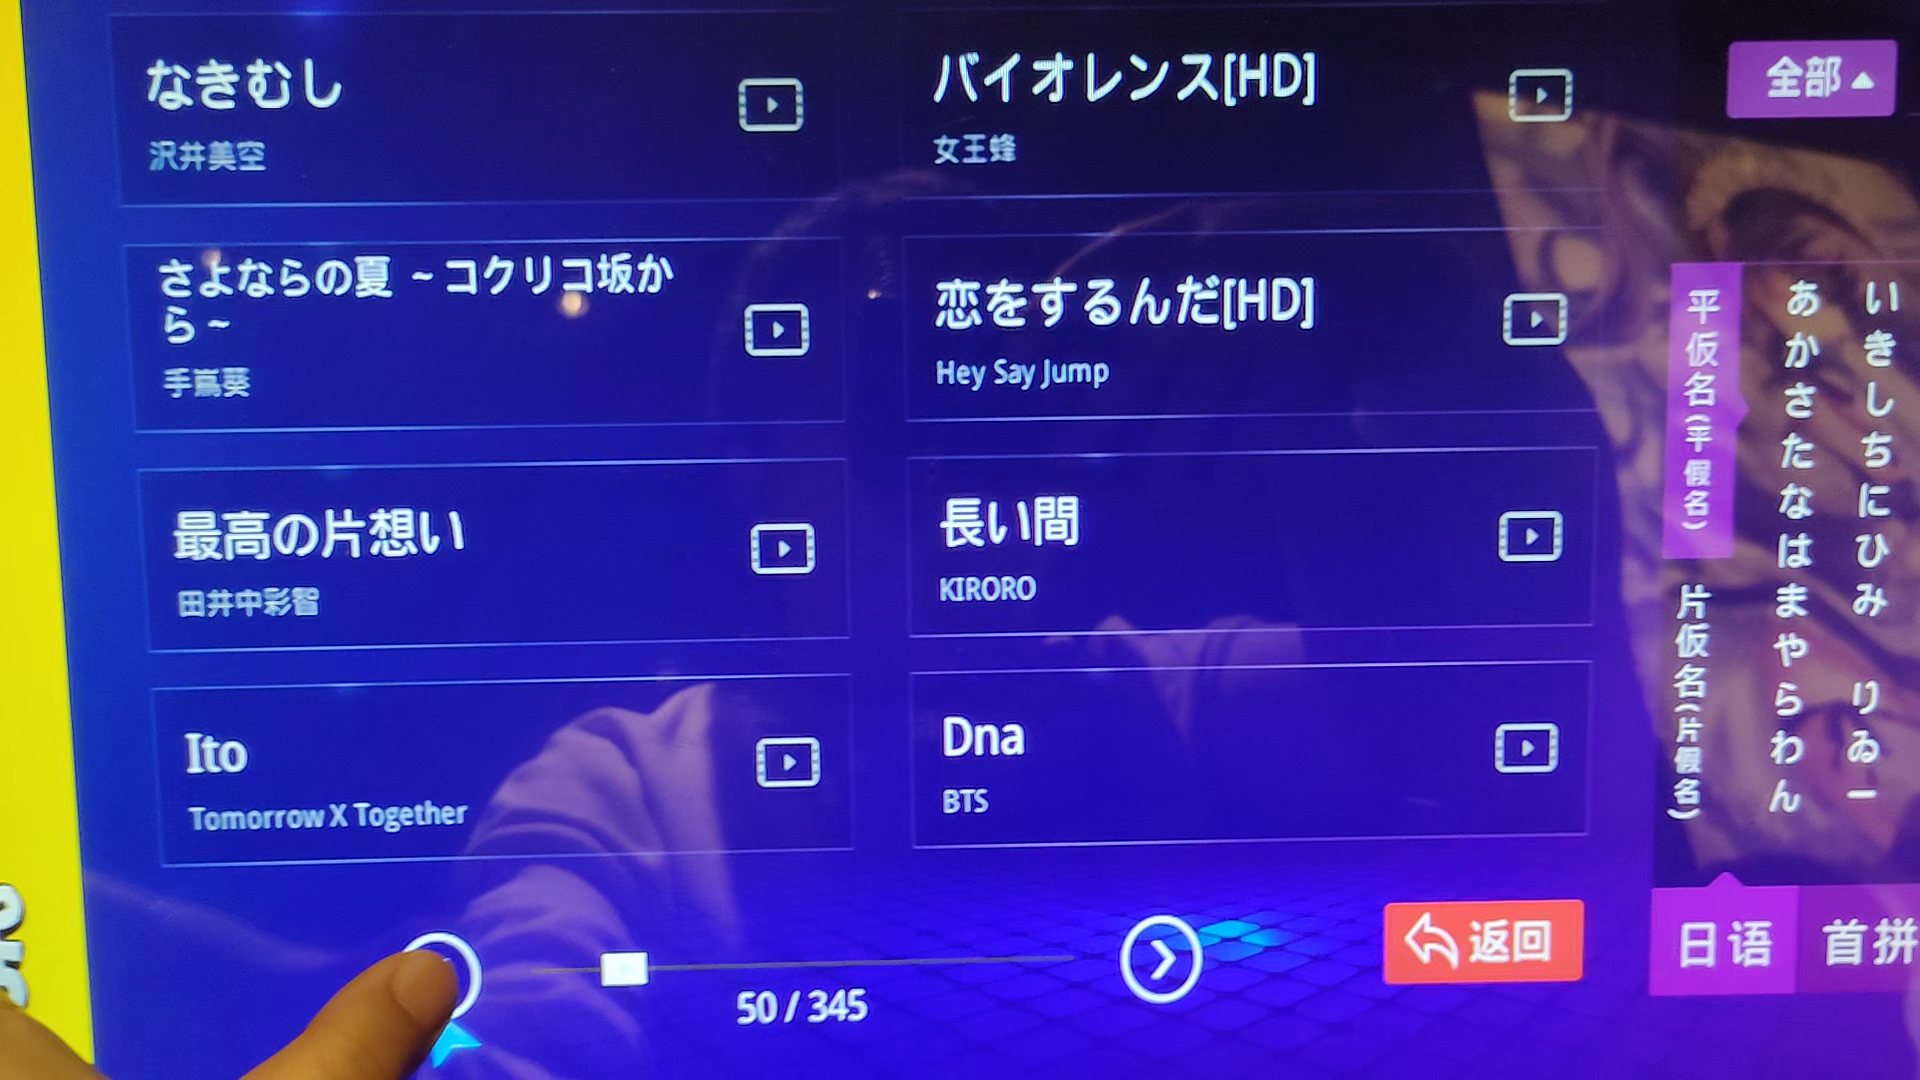 なきむし
沢井美空
バイオレンス[HD]
女王蜂
さよならの夏 ~コクリコ坂か
ら~
手嶌葵
恋をするんだ[HD]
Hey Say Jump
最高の片想い
田井中彩智
長い間
KIRORO
Ito
Tomorrow X Together
Dna
BTS
50 / 345
返回
全部
平仮名(平假名)
片仮名(片假名)
あかさたなはまやらわん
いきしちにひみ りゐー
日语
首拼